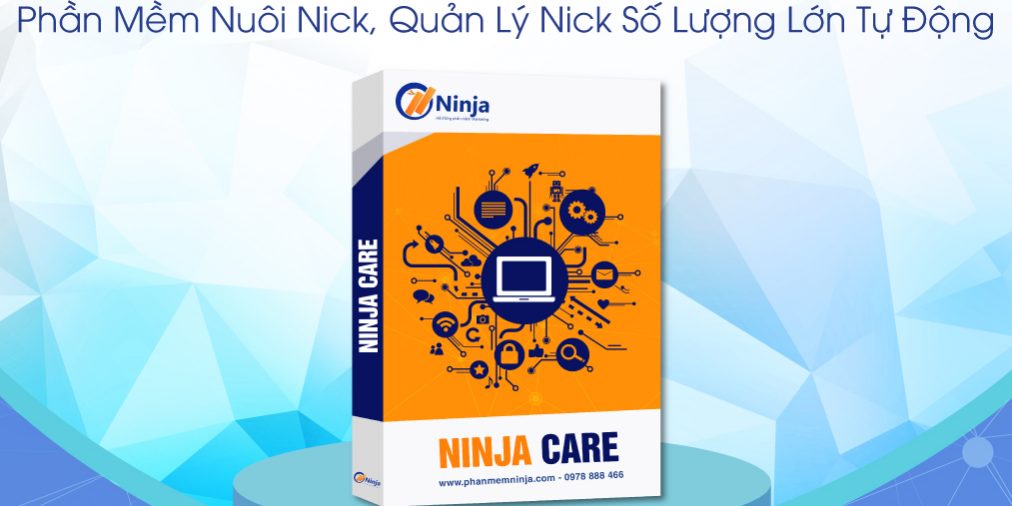 Phần Mềm Nuôi Nick, Quản Lý Nick Số Lượng Lớn Tự Động
Ninja
NINJA CARE
NINJA CARE
www.phanmemninja.com - 0978 888 466
Ninja